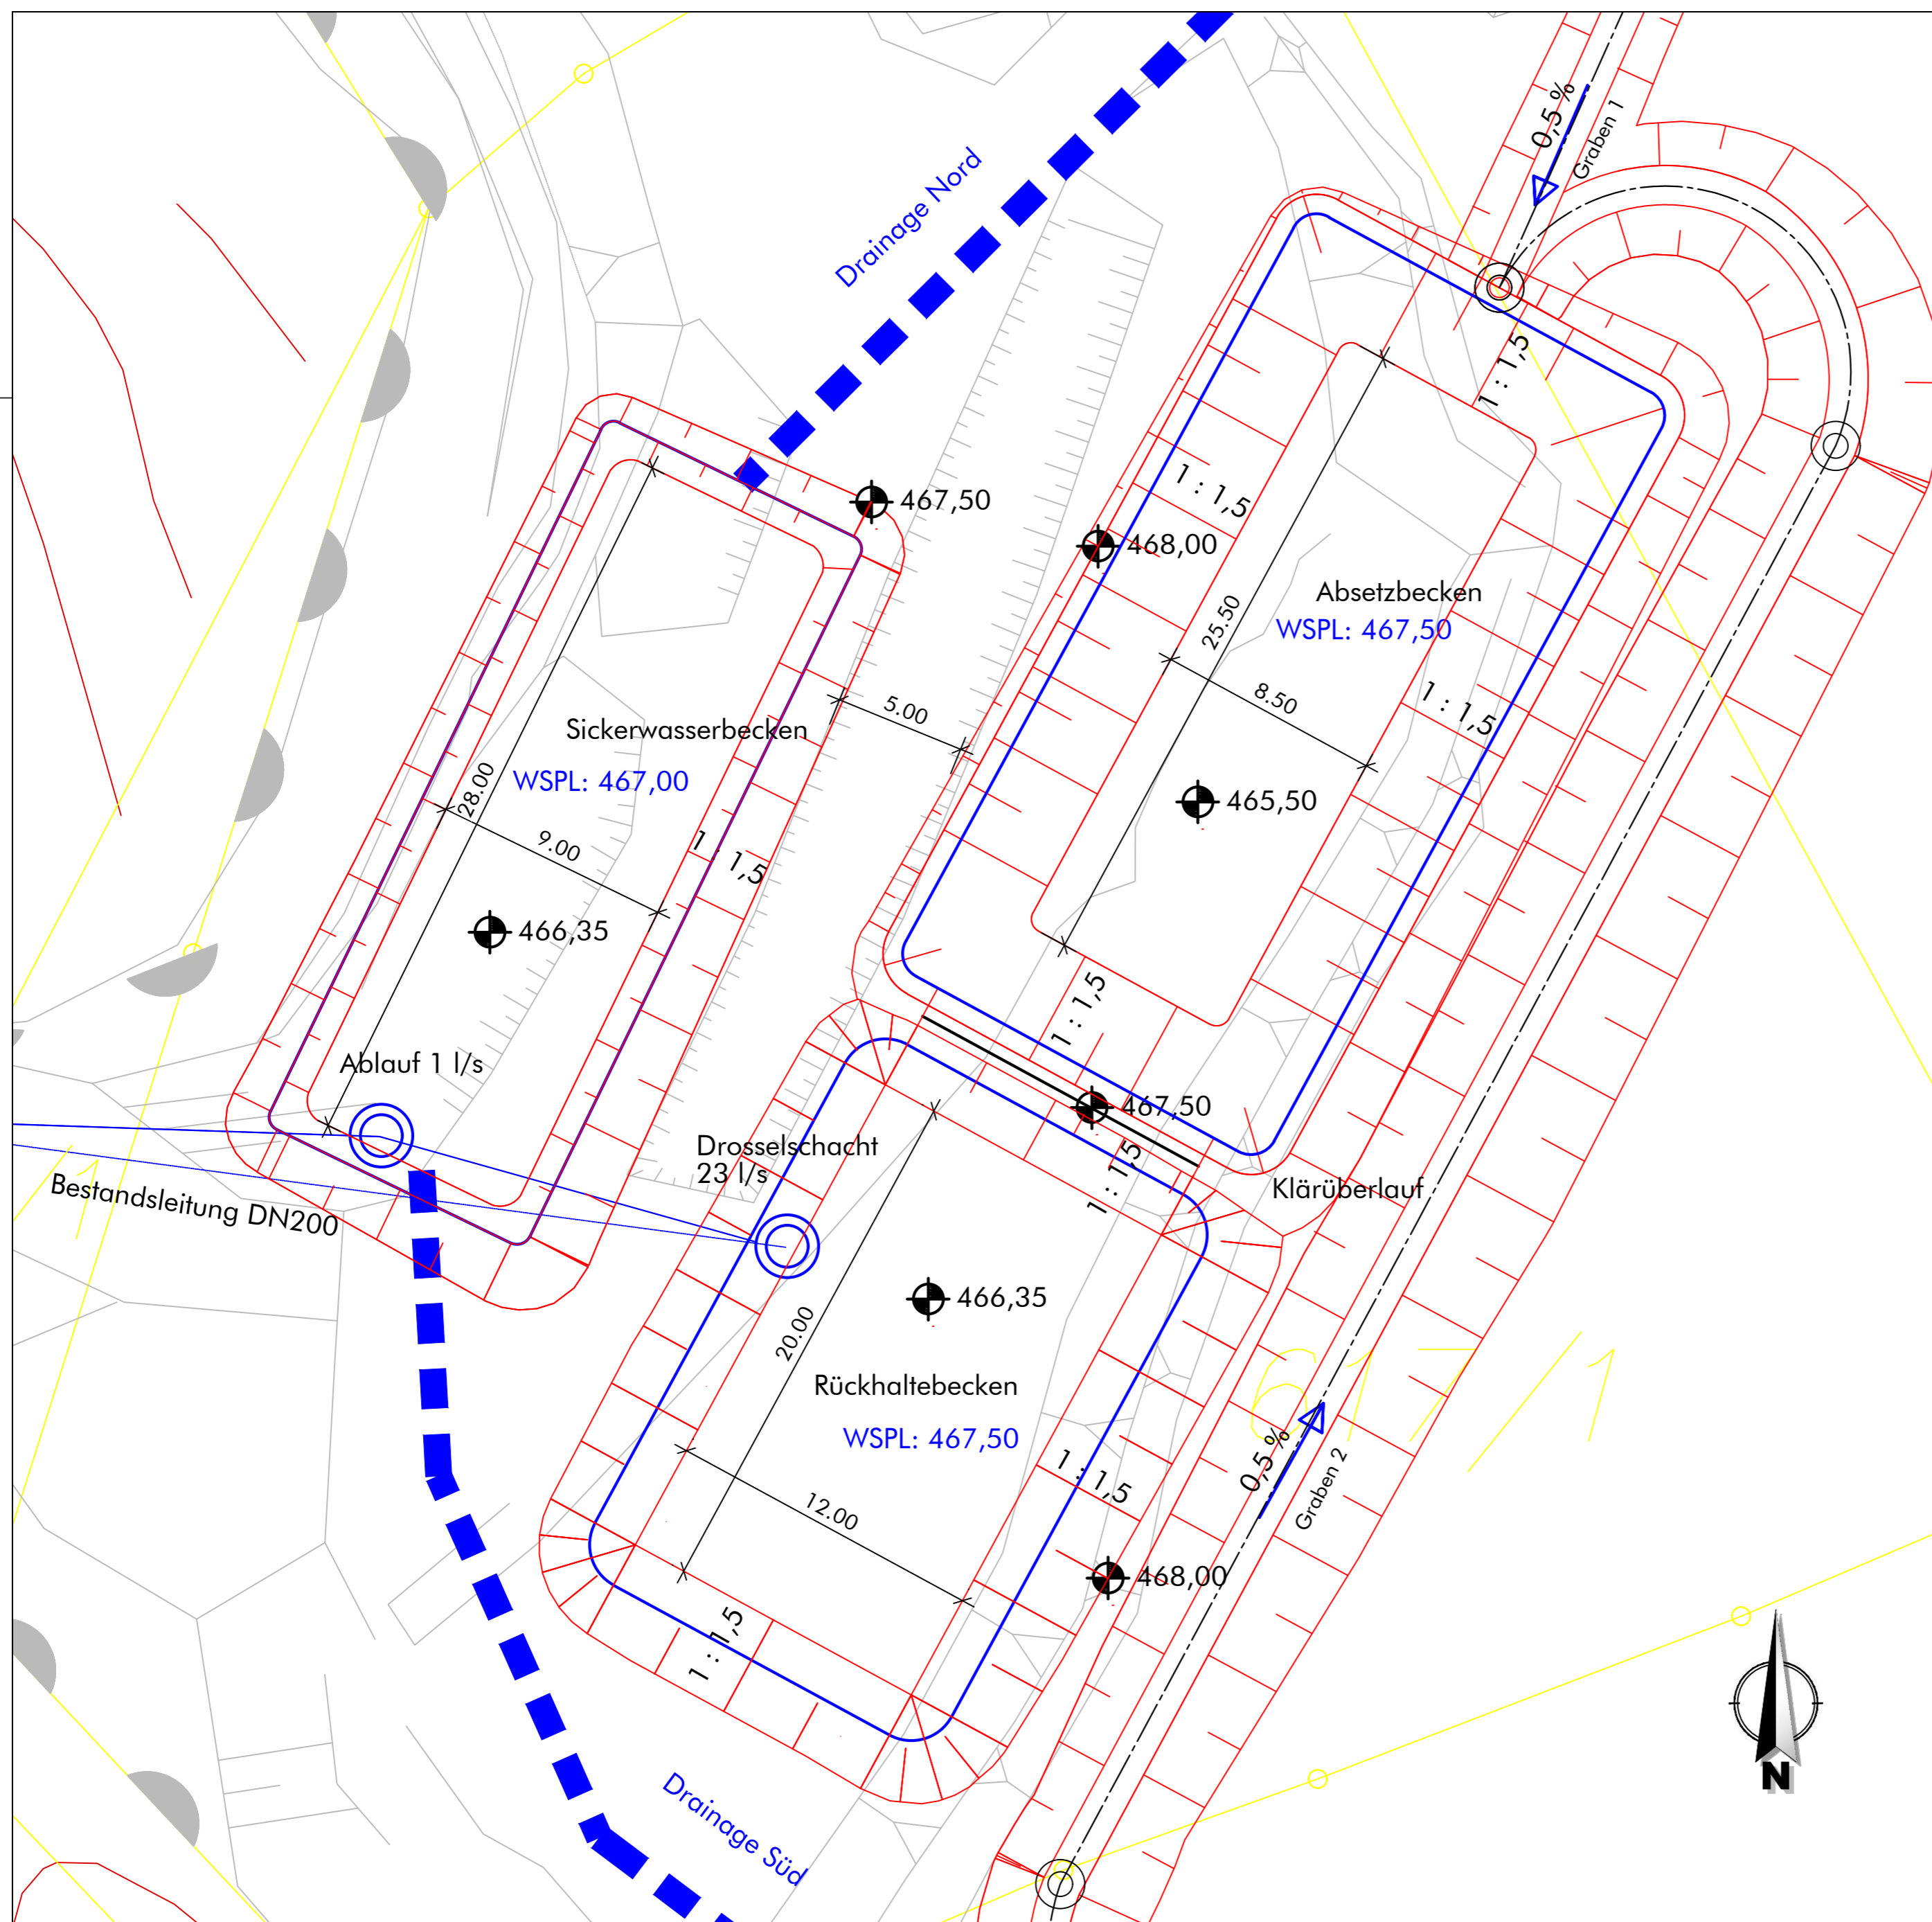 0,5 %
Graben 1
Drainage Nord
1 : 1,5
467,50
1 : 1,5
468,00
Absetzbecken
WSPL: 467,50
25.50
8.50
1 : 1,5
5.00
Sickerwasserbecken
WSPL: 467,00
28.00
9.00
1 : 1,5
465,50
466,35
1 : 1,5
Ablauf 1 l/s
467,50
Drosselschacht
23 l/s
1 : 1,5
Klärüberlauf
Bestandsleitung DN200
466,35
20.00
Rückhaltebecken
WSPL: 467,50
617/1
0,5 %
Graben 2
1 : 1,5
12.00
468,00
1 : 1,5
Drainage Süd
N